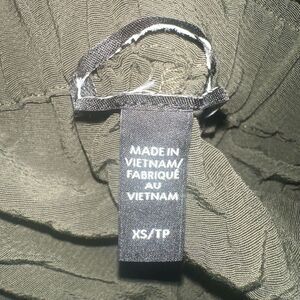 MADE IN
VIETNAM/
FABRIQUÉ
AU
VIETNAM
XS/TP